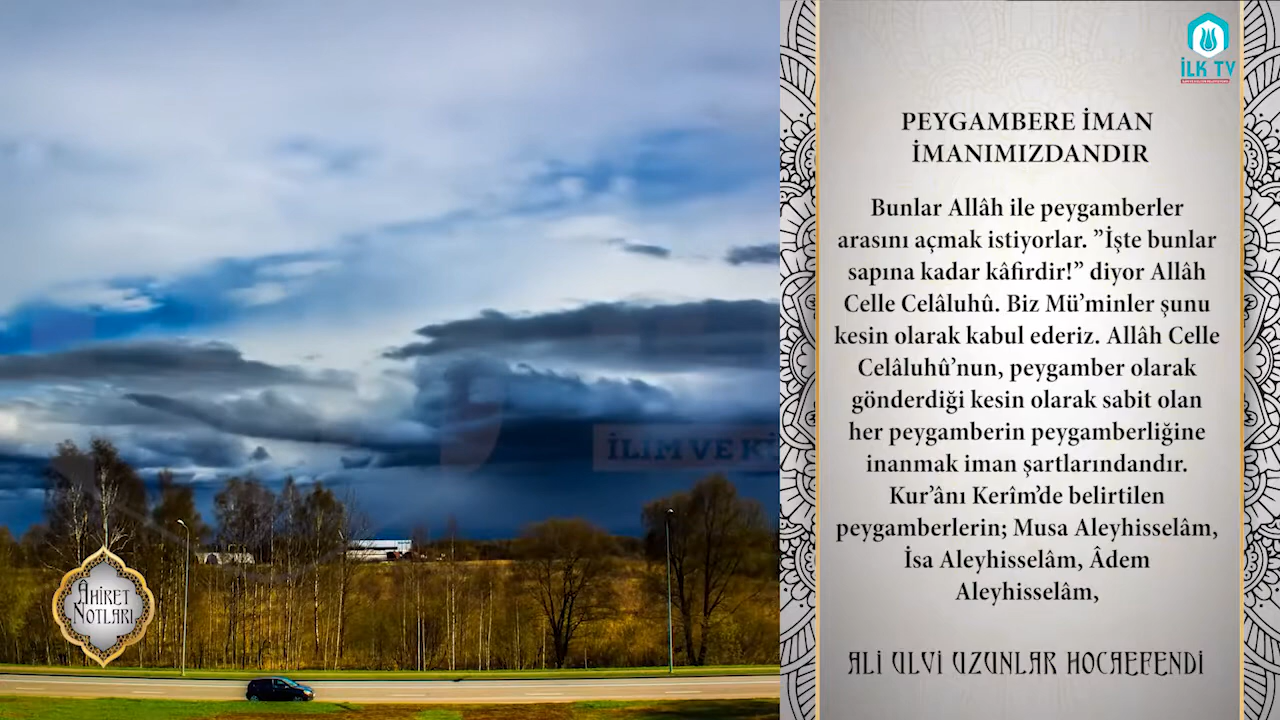 İLK TV
PEYGAMBERE İMAN
İMANIMIZDANDIR
Bunlar Allâh ile peygamberler
arasını açmak istiyorlar. ”İşte bunlar
sapına kadar kâfirdir!” diyor Allâh
Celle Celâluhû. Biz Mü’minler şunu
kesin olarak kabul ederiz. Allâh Celle
Celâluhû’nun, peygamber olarak
gönderdiği kesin olarak sabit olan
her peygamberin peygamberliğine
inanmak iman şartlarındandır.
Kur’ânı Kerîm’de belirtilen
peygamberlerin; Musa Aleyhisselâm,
İsa Aleyhisselâm, Âdem
Aleyhisselâm,
ALİ ULVİ UZUNLAR HOCAEFENDİ
ÂHİRET
NOTLARI
İLİM VE K